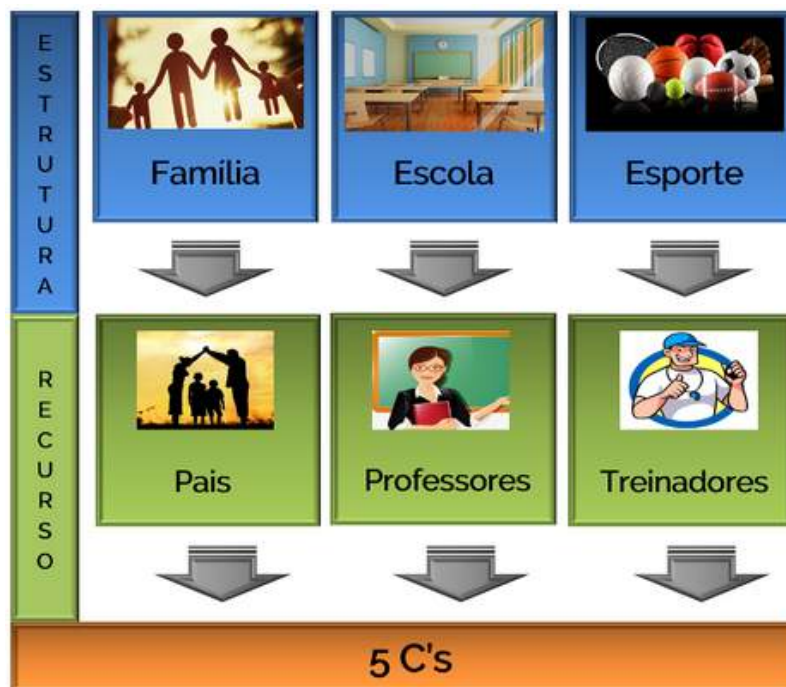 ESTRUTURA
Família
Escola
Esporte
RECURSO
Pais
Professores
Treinadores
5 C's